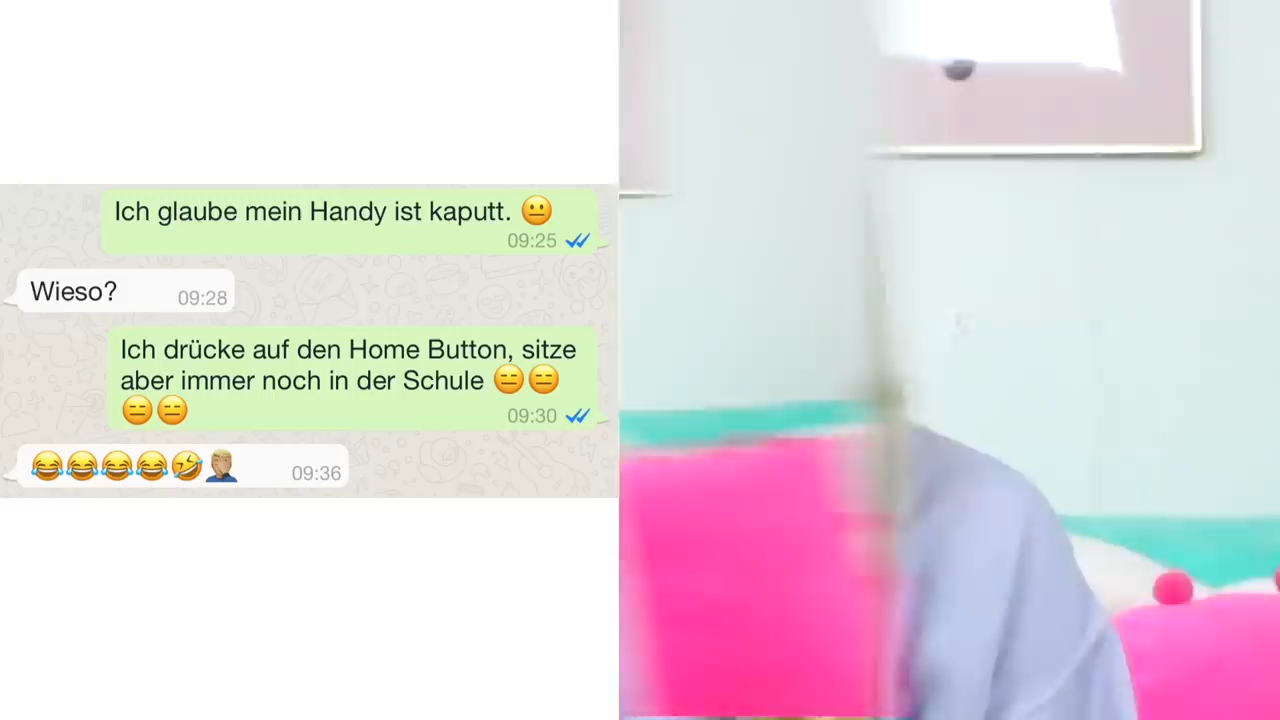 Ich glaube mein Handy ist kaputt. 😐
09:25
Wieso?
09:28
Ich drücke auf den Home Button, sitze
aber immer noch in der Schule 😑😑
😑😑
09:30
😂😂😂😂🤣🤦🏼‍♂️
09:36